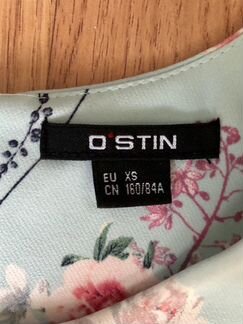 O'STIN
EU XS
CN 160/84A